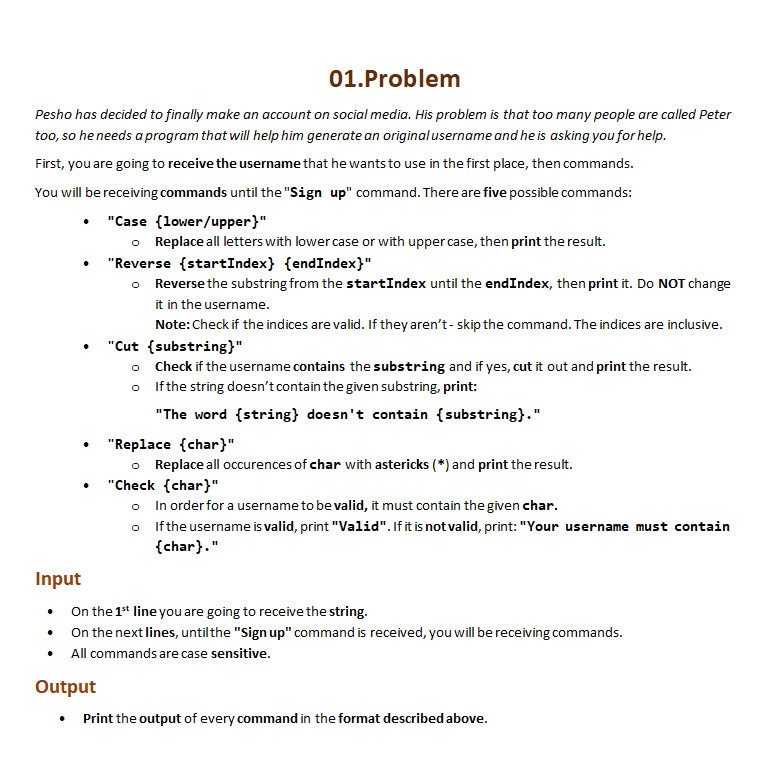 01.Problem
Pesho has decided to finally make an account on social media. His problem is that too many people are called Peter
too, so he needs a program that will help him generate an original username and he is asking you for help.
First, you are going to receive the username that he wants to use in the first place, then commands.
You will be receiving commands until the "Sign up" command. There are five possible commands:
• "Case {lower/upper}"
o Replace all letters with lower case or with upper case, then print the result.
• "Reverse {startIndex} {endIndex}"
o Reverse the substring from the startIndex until the endIndex, then print it. Do NOT change
it in the username.
Note: Check if the indices are valid. If they aren't - skip the command. The indices are inclusive.
• "Cut {substring}"
o Check if the username contains the substring and if yes, cut it out and print the result.
o If the string doesn't contain the given substring, print:
"The word {string} doesn't contain {substring}."
• "Replace {char}"
o Replace all occurences of char with astericks (*) and print the result.
• "Check {char}"
o In order for a username to be valid, it must contain the given char.
o If the username is valid, print "Valid". If it is not valid, print: "Your username must contain
{char}."
Input
• On the 1st line you are going to receive the string.
• On the next lines, until the "Sign up" command is received, you will be receiving commands.
• All commands are case sensitive.
Output
• Print the output of every command in the format described above.